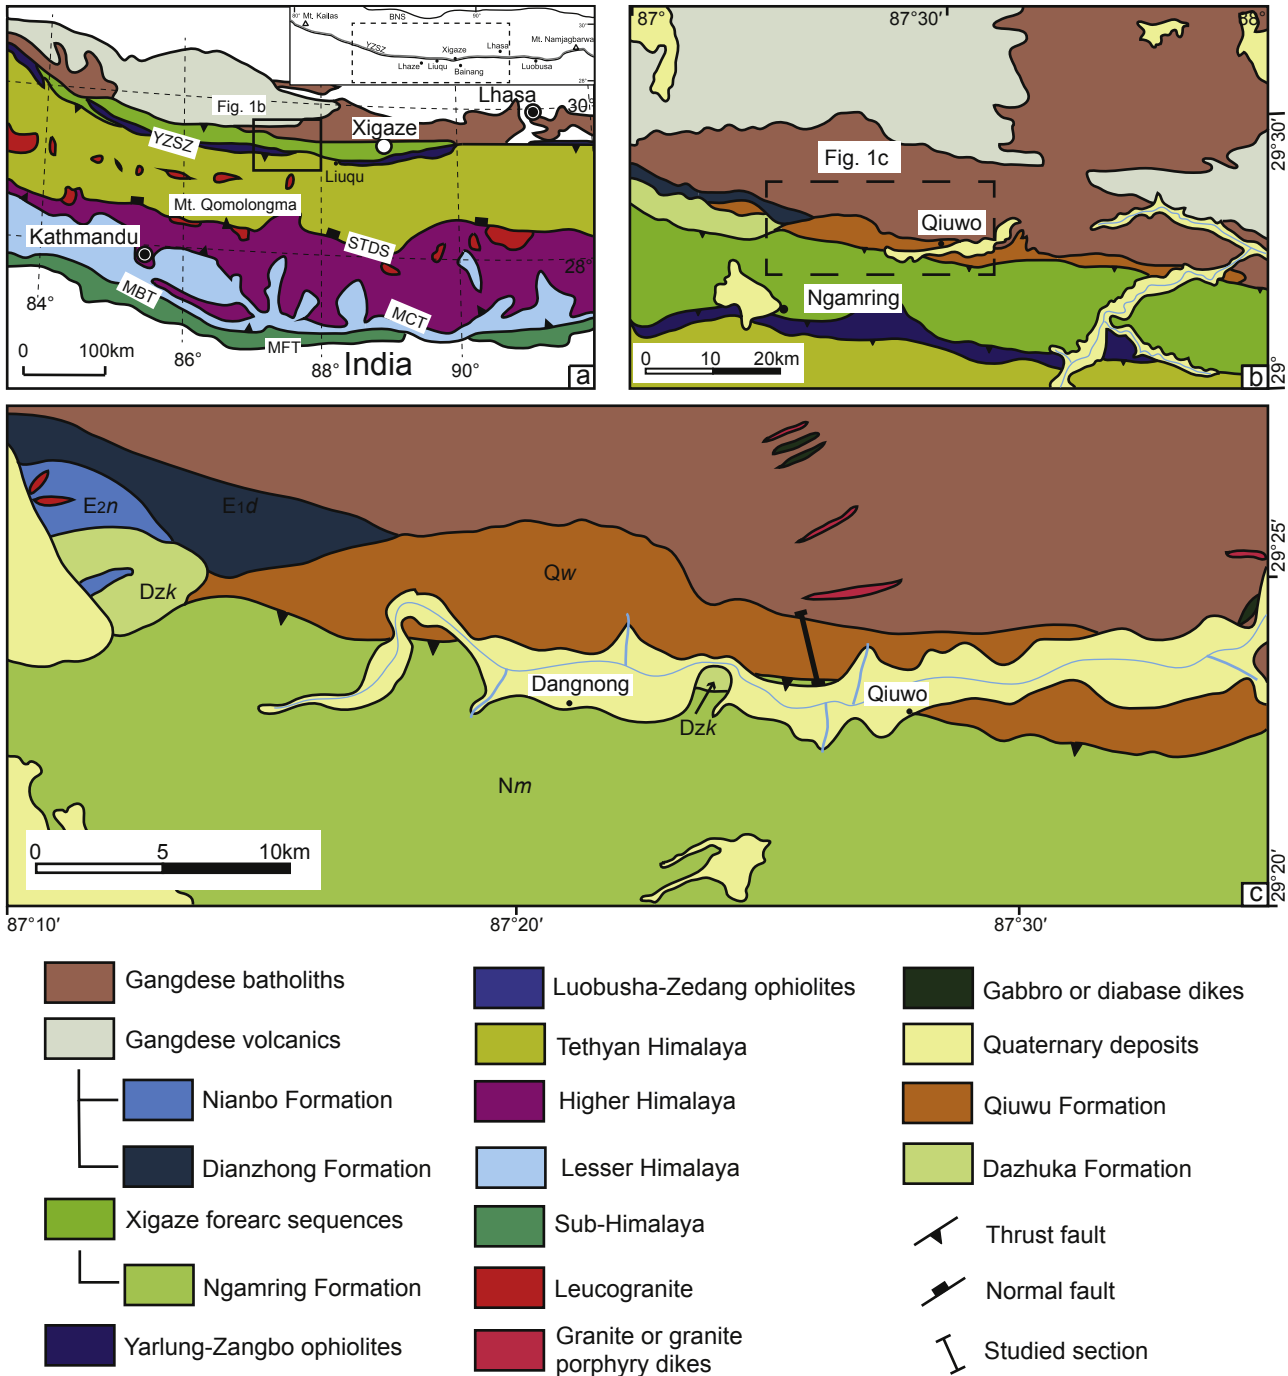 80°
90°
30°
28°
Mt. Kailas
BNS
YZSZ
Lhaze
Liuqu
Xigaze
Bainang
Lhasa
Luobusa
Mt. Namjagbarwa
Fig. 1b
Lhasa
30°
Xigaze
YZSZ
Liuqu
Mt. Qomolongma
Kathmandu
STDS
28°
84°
MBT
MCT
0
100km
86°
MFT
88°
India
90°
a
87°
87°30′
88°
29°30′
Fig. 1c
Qiuwo
Ngamring
0
10
20km
29°
b
E2n
E1d
Dzk
Qw
29°25′
Dangnong
Qiuwo
Dzk
Nm
0
5
10km
29°20′
c
87°10′
87°20′
87°30′
Gangdese batholiths
Gangdese volcanics
Nianbo Formation
Dianzhong Formation
Xigaze forearc sequences
Ngamring Formation
Yarlung-Zangbo ophiolites
Luobusha-Zedang ophiolites
Tethyan Himalaya
Higher Himalaya
Lesser Himalaya
Sub-Himalaya
Leucogranite
Granite or granite
porphyry dikes
Gabbro or diabase dikes
Quaternary deposits
Qiuwu Formation
Dazhuka Formation
Thrust fault
Normal fault
Studied section